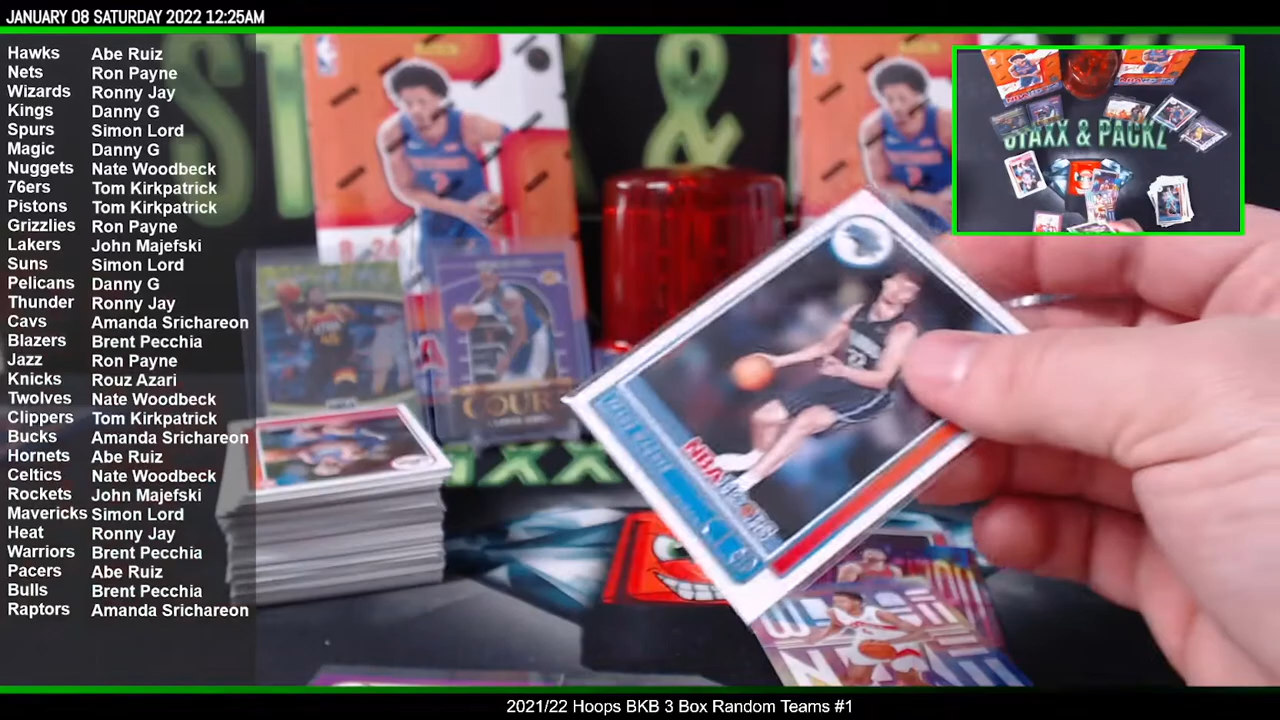 JANUARY 08 SATURDAY 2022 12:25AM
Hawks Abe Ruiz
Nets Ron Payne
Wizards Ronny Jay
Kings Danny G
Spurs Simon Lord
Magic Danny G
Nuggets Nate Woodbeck
76ers Tom Kirkpatrick
Pistons Tom Kirkpatrick
Grizzlies Ron Payne
Lakers John Majefski
Suns Simon Lord
Pelicans Danny G
Thunder Ronny Jay
Cavs Amanda Srichareon
Blazers Brent Pecchia
Jazz Ron Payne
Knicks Rouz Azari
Twolves Nate Woodbeck
Clippers Tom Kirkpatrick
Bucks Amanda Srichareon
Hornets Abe Ruiz
Celtics Nate Woodbeck
Rockets John Majefski
Mavericks Simon Lord
Heat Ronny Jay
Warriors Brent Pecchia
Pacers Abe Ruiz
Bulls Brent Pecchia
Raptors Amanda Srichareon
STAXX & PACKZ
&
COUR
NBA HOOPS
2021/22 Hoops BKB 3 Box Random Teams #1